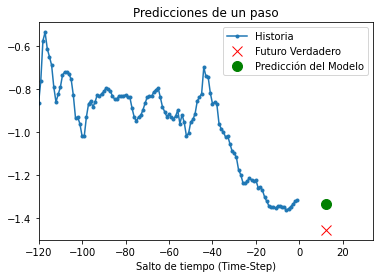 Predicciones de un paso
Historia
Futuro Verdadero
Predicción del Modelo
−0.6
−0.8
−1.0
−1.2
−1.4
−120
−100
−80
−60
−40
−20
0
20
Salto de tiempo (Time-Step)